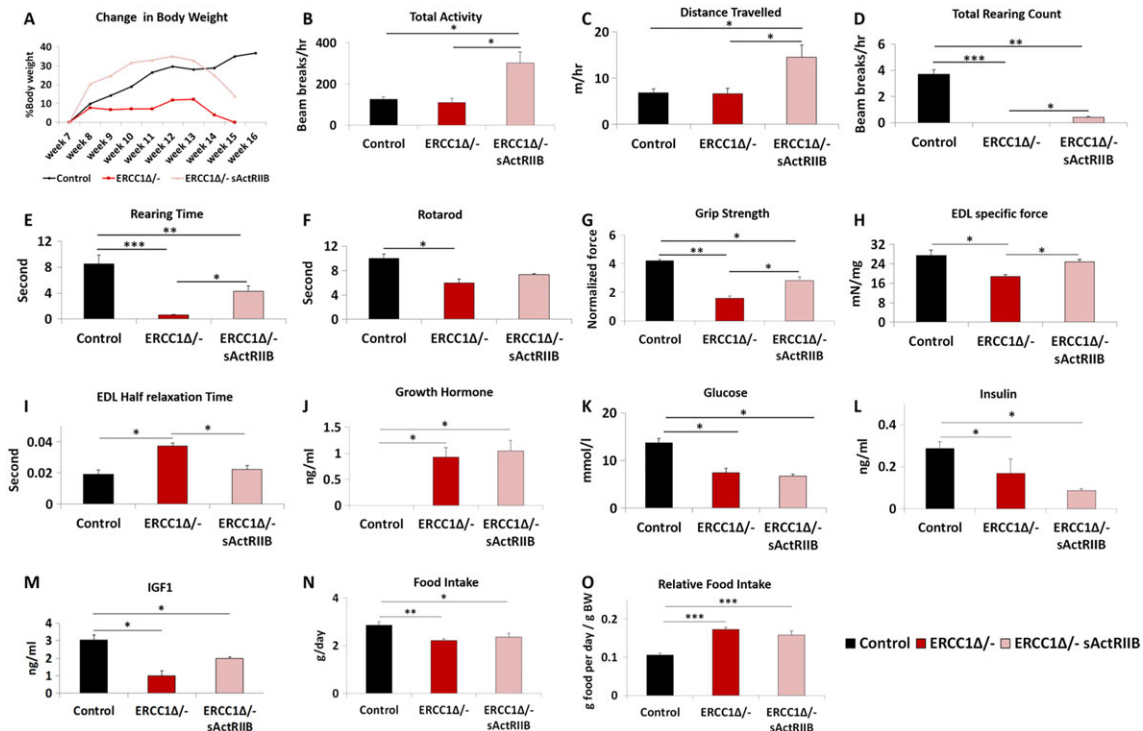 A Change in Body Weight
%Body weight
40
30
20
10
0
week 7
week 8
week 9
week 10
week 11
week 12
week 13
week 14
week 15
week 16
Control ERCC1Δ/- ERCC1Δ/- sActRIIB
B Total Activity
*
*
Beam breaks/hr
400
200
0
Control ERCC1Δ/- ERCC1Δ/-
sActRIIB
C Distance Travelled
*
*
m/hr
20
10
0
Control ERCC1Δ/- ERCC1Δ/-
sActRIIB
D Total Rearing Count
**
***
*
Beam breaks/hr
6
4
2
0
Control ERCC1Δ/- ERCC1Δ/-
sActRIIB
E Rearing Time
**
***
*
Second
12
8
4
0
Control ERCC1Δ/- ERCC1Δ/-
sActRIIB
F Rotarod
*
Second
12
8
4
0
Control ERCC1Δ/- ERCC1Δ/-
sActRIIB
G Grip Strength
*
**
*
Normalized force
6
4
2
0
Control ERCC1Δ/- ERCC1Δ/-
sActRIIB
H EDL specific force
* *
mN/mg
36
24
12
0
Control ERCC1Δ/- ERCC1Δ/-
sActRIIB
I EDL Half relaxation Time
* *
Second
0.04
0.02
0
Control ERCC1Δ/- ERCC1Δ/-
sActRIIB
J Growth Hormone
*
*
ng/ml
1.5
1
0.5
0
Control ERCC1Δ/- ERCC1Δ/-
sActRIIB
K Glucose
*
*
mmol/l
20
10
0
Control ERCC1Δ/- ERCC1Δ/-
sActRIIB
L Insulin
*
*
ng/ml
0.4
0.2
0
Control ERCC1Δ/- ERCC1Δ/-
sActRIIB
M IGF1
*
*
ng/ml
4
3
2
1
0
Control ERCC1Δ/- ERCC1Δ/-
sActRIIB
N Food Intake
*
**
g/day
4
2
0
Control ERCC1Δ/- ERCC1Δ/-
sActRIIB
O Relative Food Intake
***
***
g food per day / g BW
0.2
0.1
0
Control ERCC1Δ/- ERCC1Δ/-
sActRIIB
Control ERCC1Δ/- ERCC1Δ/- sActRIIB